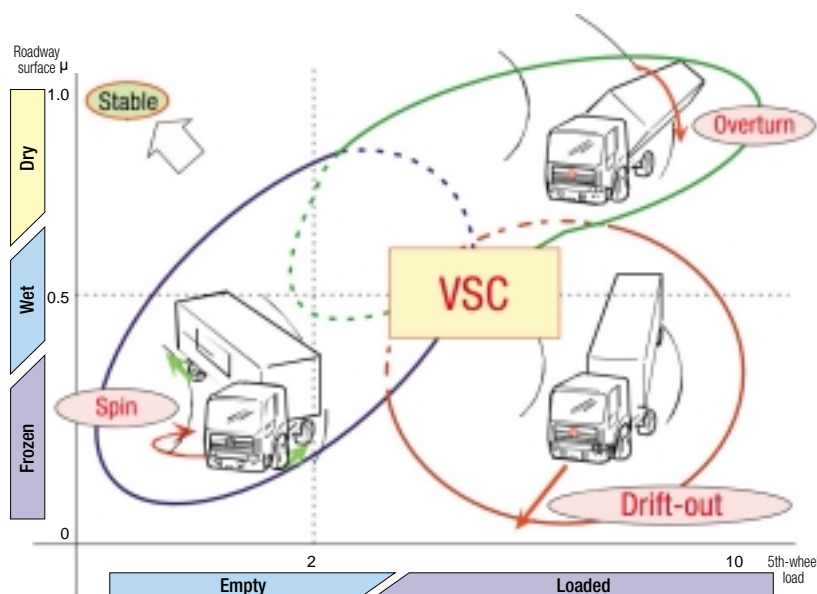 Roadway
surface μ
1.0
Stable
Overturn
Dry
VSC
Wet
0.5
Spin
Frozen
Drift-out
0
2
10
5th-whee
load
Empty
Loaded